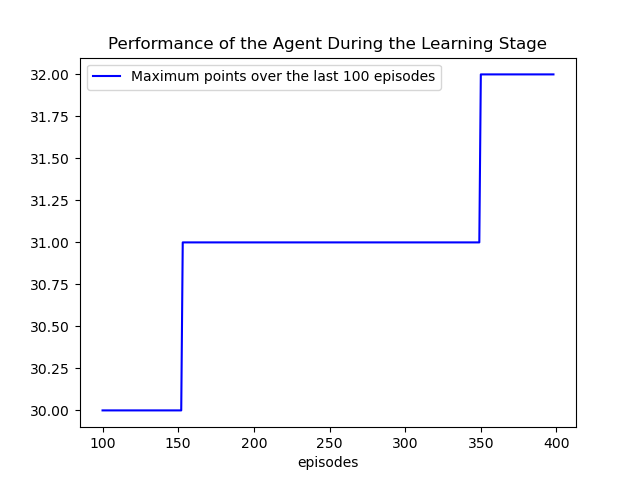 Performance of the Agent During the Learning Stage
Maximum points over the last 100 episodes
32.00
31.75
31.50
31.25
31.00
30.75
30.50
30.25
30.00
100 150 200 250 300 350 400
episodes